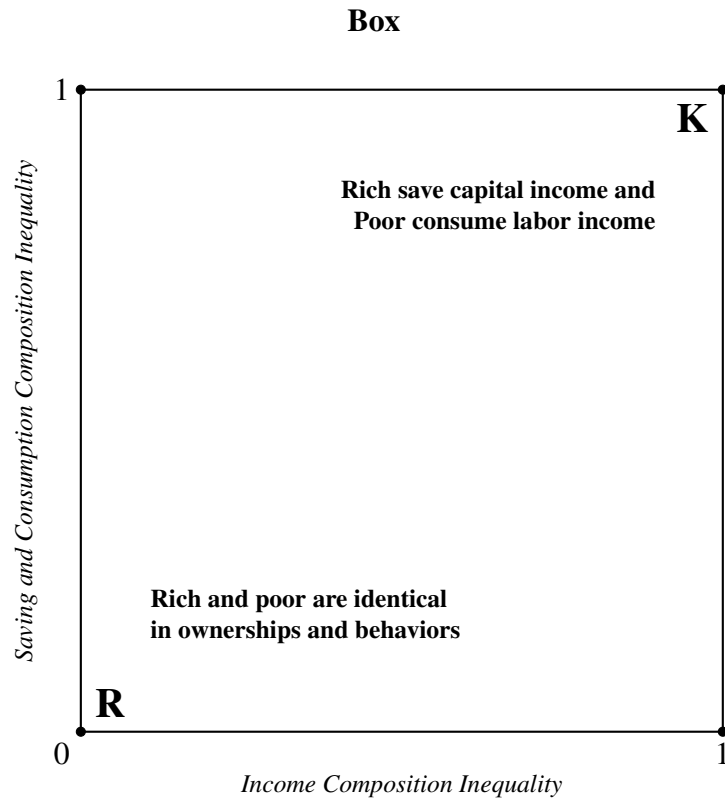 Box
1
K
Rich save capital income and
Poor consume labor income
Saving and Consumption Composition Inequality
Rich and poor are identical
in ownerships and behaviors
R
0
1
Income Composition Inequality